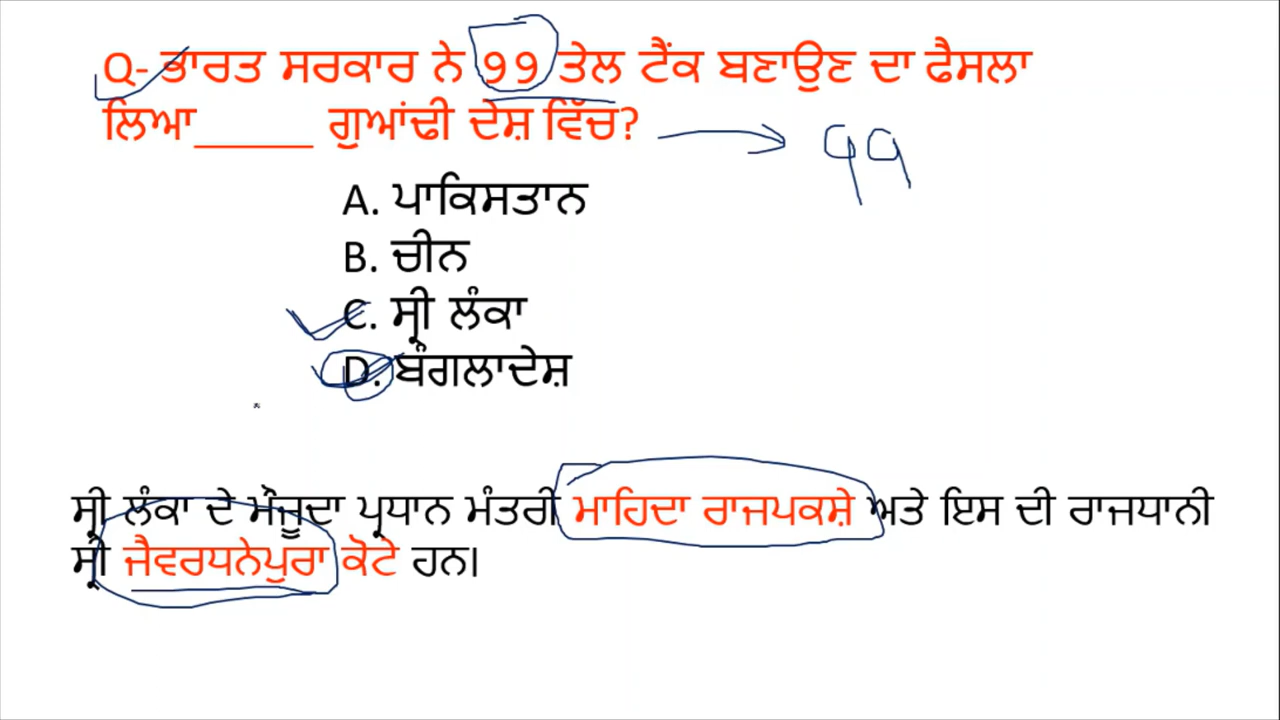 Q- ਭਾਰਤ ਸਰਕਾਰ ਨੇ 99 ਤੇਲ ਟੈਂਕ ਬਣਾਉਣ ਦਾ ਫੈਸਲਾ
ਲਿਆ_____ ਗੁਆਂਢੀ ਦੇਸ਼ ਵਿੱਚ?
99
A. ਪਾਕਿਸਤਾਨ
B. ਚੀਨ
C. ਸ੍ਰੀ ਲੰਕਾ
D. ਬੰਗਲਾਦੇਸ਼
ਸ੍ਰੀ ਲੰਕਾ ਦੇ ਮੌਜੂਦਾ ਪ੍ਰਧਾਨ ਮੰਤਰੀ ਮਾਹਿਦਾ ਰਾਜਪਕਸ਼ੇ ਅਤੇ ਇਸ ਦੀ ਰਾਜਧਾਨੀ
ਸ੍ਰੀ ਜੈਵਰਧਨੇਪੁਰਾ ਕੋਟੇ ਹਨ।